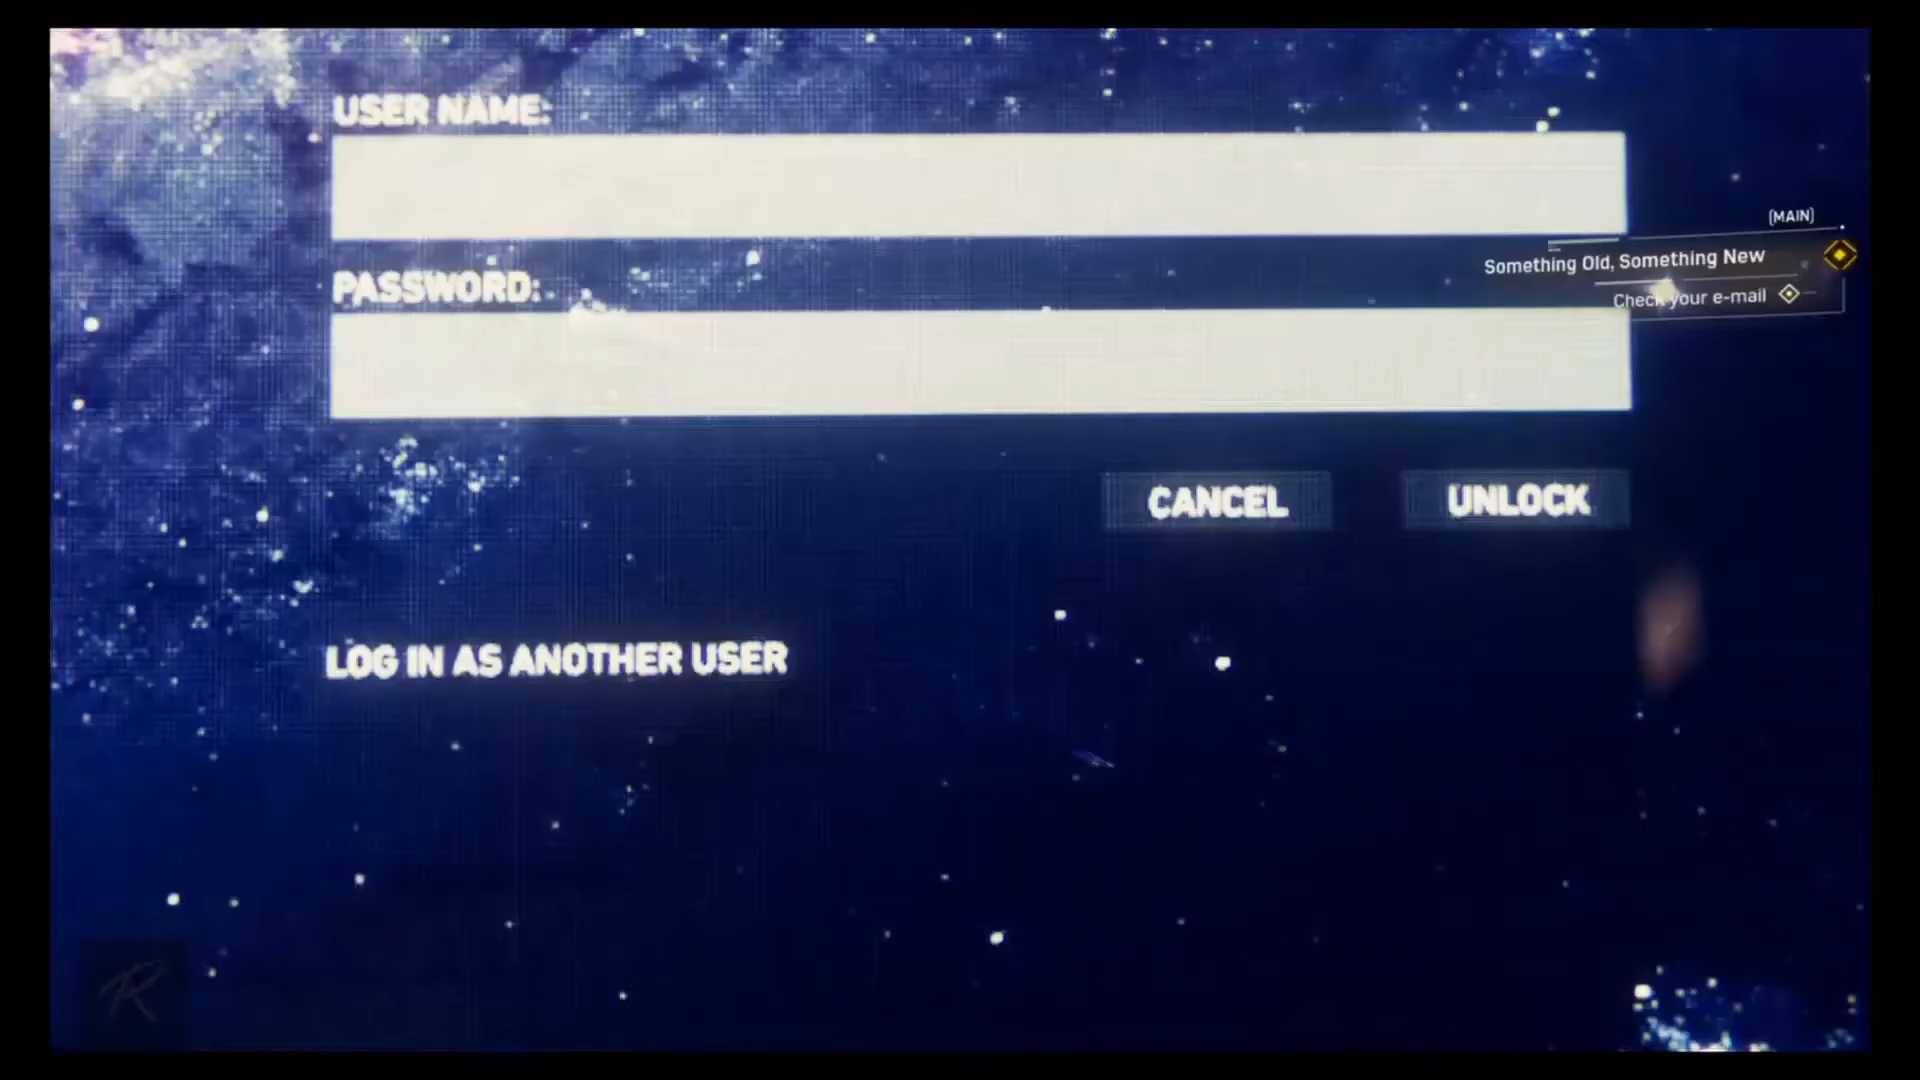 USER NAME:
(MAIN)
Something Old, Something New
PASSWORD:
Check your e-mail
CANCEL
UNLOCK
LOG IN AS ANOTHER USER